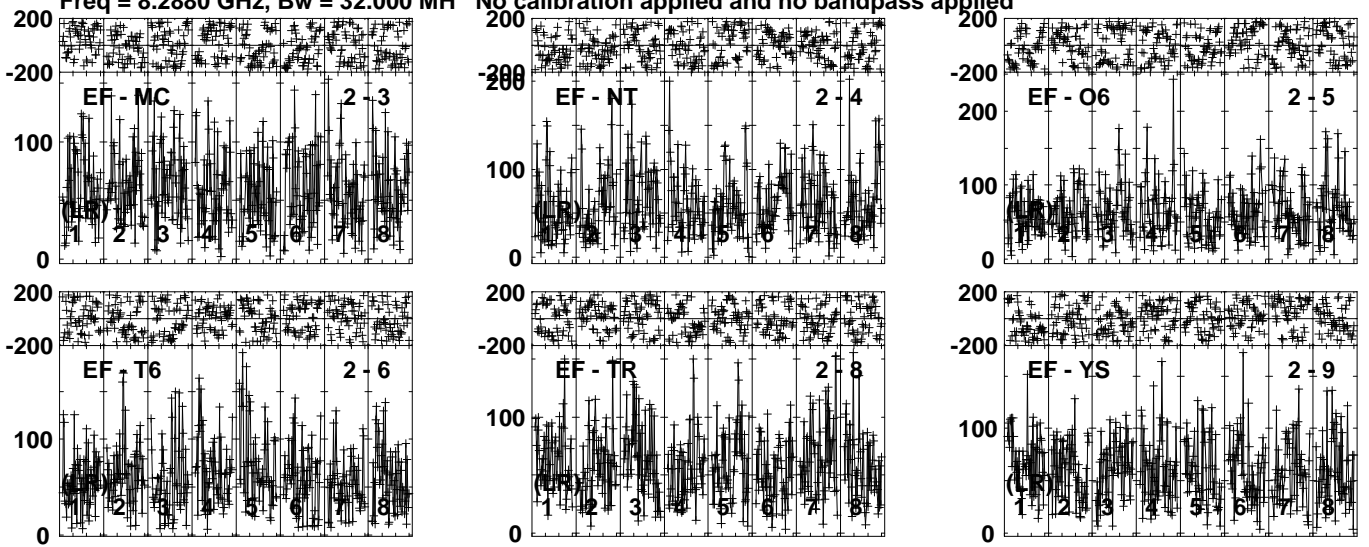 Freq = 8.2880 GHz, Bw = 32.000 MH No calibration applied and no bandpass applied
200
-200
EF - MC 2 - 3
100
0
(LR)
1 2 3 4 5 6 7 8
200
-200
200
EF - NT 2 - 4
100
0
(LR)
1 2 3 4 5 6 7 8
200
-200
200
EF - O6 2 - 5
100
0
(LR)
1 2 3 4 5 6 7 8
200
-200
EF - T6 2 - 6
100
0
(LR)
1 2 3 4 5 6 7 8
200
-200
EF - TR 2 - 8
100
0
(LR)
1 2 3 4 5 6 7 8
200
-200
EF - YS 2 - 9
100
0
(LR)
1 2 3 4 5 6 7 8